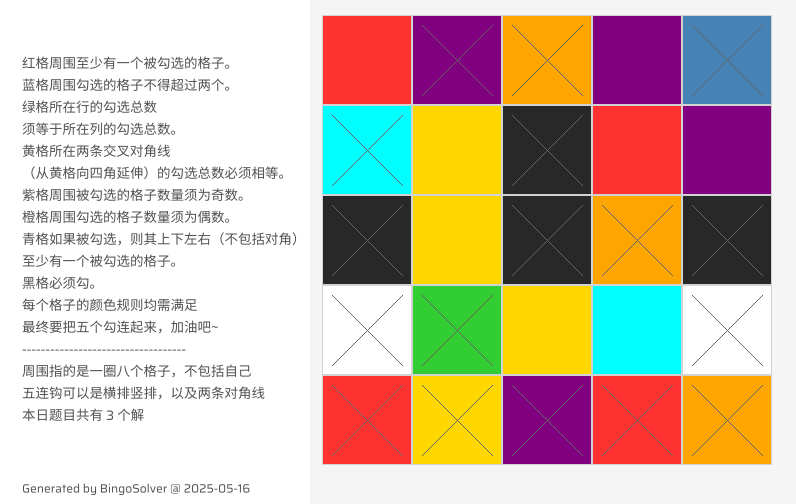 红格周围至少有一个被勾选的格子。
蓝格周围勾选的格子不得超过两个。
绿格所在行的勾选总数
须等于所在列的勾选总数。
黄格所在两条交叉对角线
（从黄格向四角延伸）的勾选总数必须相等。
紫格周围被勾选的格子数量须为奇数。
橙格周围勾选的格子数量须为偶数。
青格如果被勾选，则其上下左右（不包括对角）
至少有一个被勾选的格子。
黑格必须勾。
每个格子的颜色规则均需满足
最终要把五个勾连起来，加油吧~
-----------------------------------
周围指的是一圈八个格子，不包括自己
五连钩可以是横排竖排，以及两条对角线
本日题目共有 3 个解
Generated by BingoSolver @ 2025-05-16